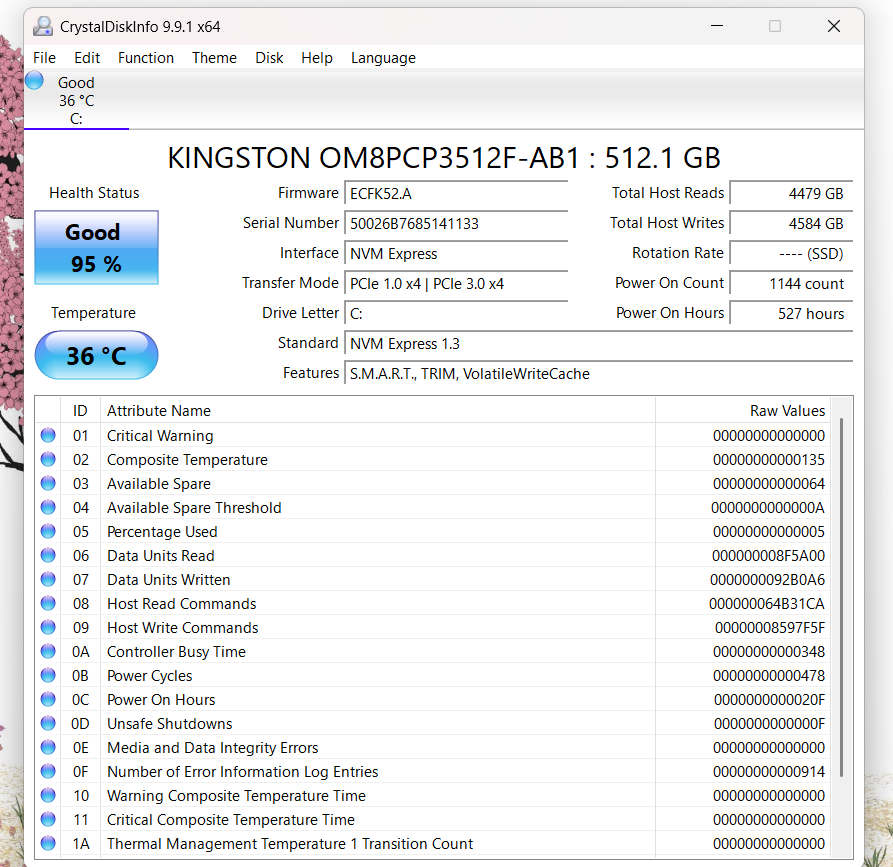 CrystalDiskInfo 9.9.1 x64
File Edit Function Theme Disk Help Language
Good
36 °C
C:
KINGSTON OM8PCP3512F-AB1 : 512.1 GB
Health Status
Good
95 %
Temperature
36 °C
Firmware ECFK52.A
Serial Number 50026B7685141133
Interface NVM Express
Transfer Mode PCIe 1.0 x4 | PCIe 3.0 x4
Drive Letter C:
Standard NVM Express 1.3
Features S.M.A.R.T., TRIM, VolatileWriteCache
Total Host Reads 4479 GB
Total Host Writes 4584 GB
Rotation Rate ---- (SSD)
Power On Count 1144 count
Power On Hours 527 hours
ID Attribute Name Raw Values
01 Critical Warning 00000000000000
02 Composite Temperature 00000000000135
03 Available Spare 00000000000064
04 Available Spare Threshold 0000000000000A
05 Percentage Used 00000000000005
06 Data Units Read 000000008F5A00
07 Data Units Written 0000000092B0A6
08 Host Read Commands 000000064B31CA
09 Host Write Commands 00000008597F5F
0A Controller Busy Time 00000000000348
0B Power Cycles 00000000000478
0C Power On Hours 0000000000020F
0D Unsafe Shutdowns 0000000000000F
0E Media and Data Integrity Errors 00000000000000
0F Number of Error Information Log Entries 00000000000914
10 Warning Composite Temperature Time 00000000000000
11 Critical Composite Temperature Time 00000000000000
1A Thermal Management Temperature 1 Transition Count 00000000000000